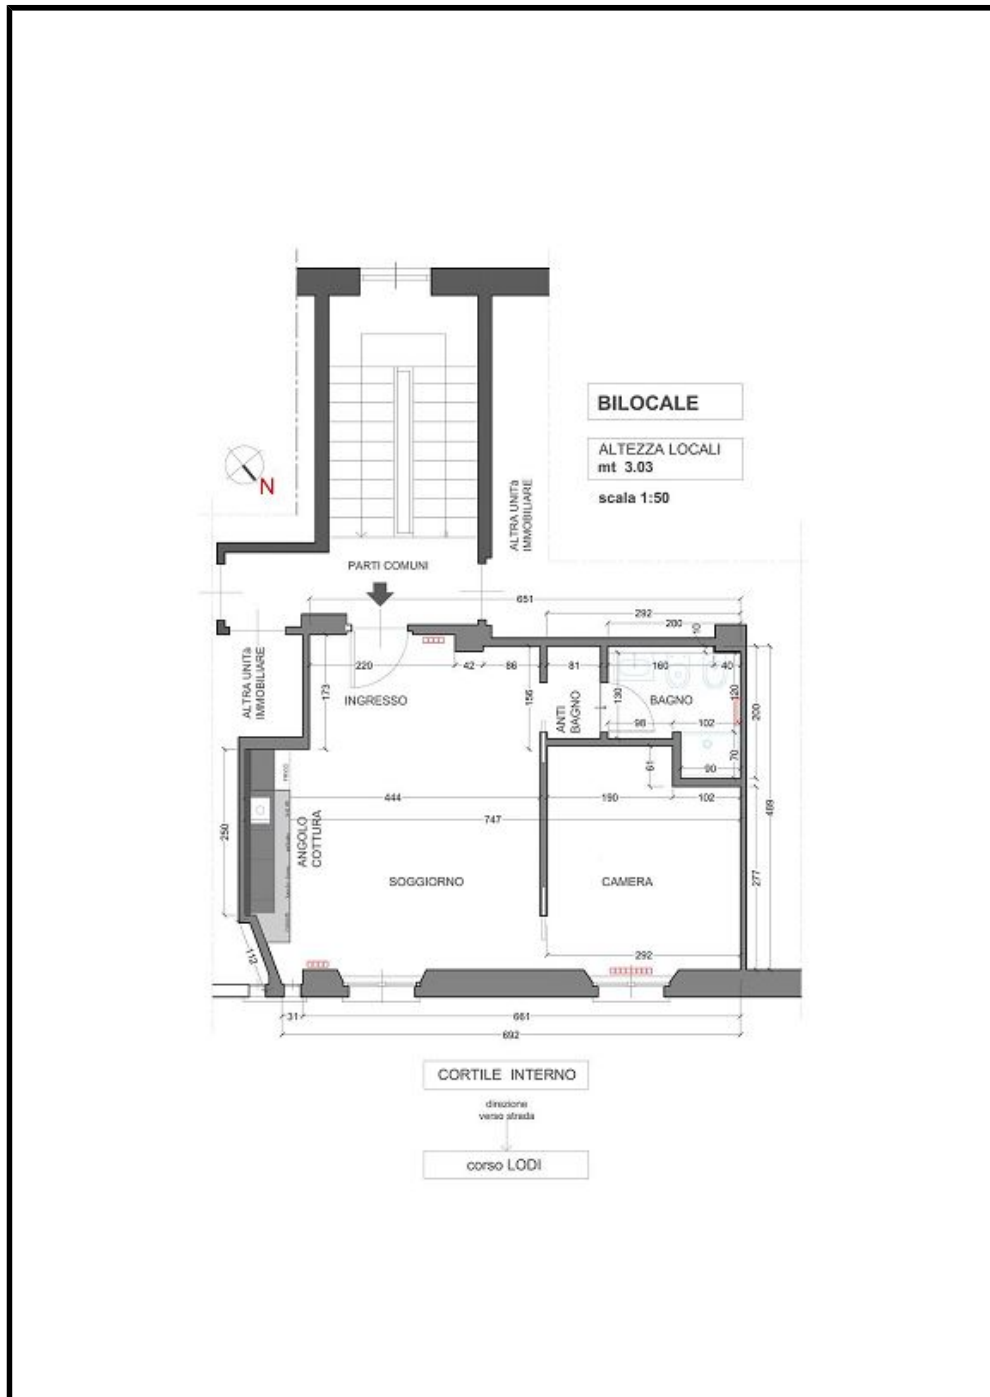 BILOCALE
ALTEZZA LOCALI
mt 3.03
scala 1:50
N
ALTRA UNITà
IMMOBILIARE
PARTI COMUNI
651
292
200
10
220
42
86
81
160
40
ALTRA UNITà
IMMOBILIARE
173
INGRESSO
156
ANTI
BAGNO
130
BAGNO
120
200
98
102
70
90
61
FRIGO
444
190
102
469
747
250
ANGOLO
COTTURA
SOGGIORNO
CAMERA
277
112
292
31
661
692
CORTILE INTERNO
direzione
verso strada
corso LODI